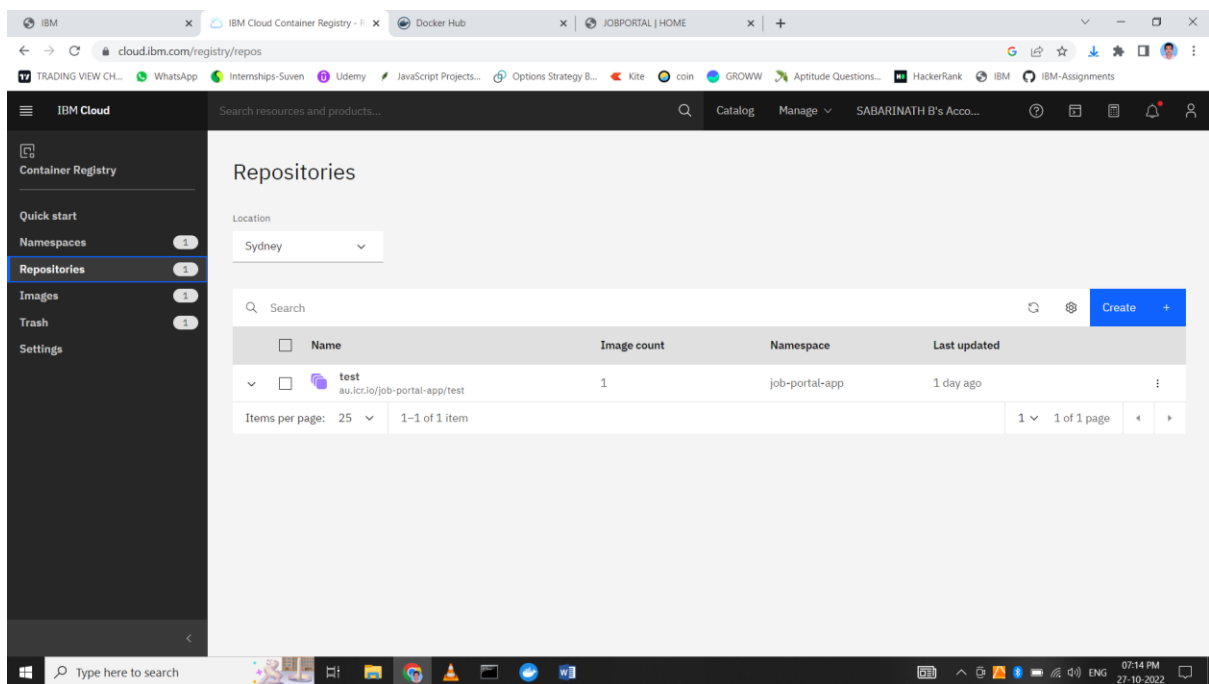 IBM
IBM Cloud Container Registry - R
Docker Hub
JOBPORTAL | HOME
cloud.ibm.com/registry/repos
TRADING VIEW CH... WhatsApp Internships-Suven Udemy JavaScript Projects... Options Strategy B... Kite coin GROWW Aptitude Questions... HackerRank IBM IBM-Assignments
IBM Cloud
Search resources and products...
Catalog Manage SABARINATH B's Acco...
Container Registry
Quick start
Namespaces 1
Repositories 1
Images 1
Trash 1
Settings
Repositories
Location
Sydney
Search
Create +
Name Image count Namespace Last updated
test 1 job-portal-app 1 day ago
au.icr.io/job-portal-app/test
Items per page: 25 1–1 of 1 item 1 1 of 1 page
Type here to search
ENG
07:14 PM
27-10-2022